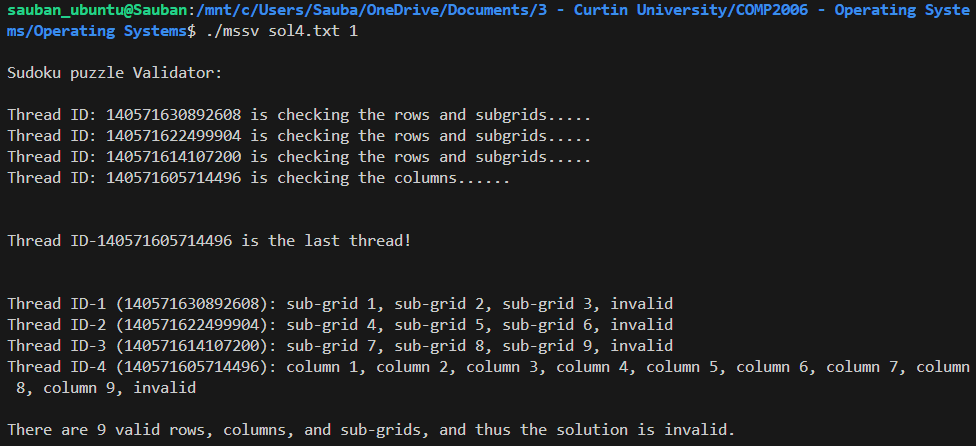 sauban_ubuntu@Sauban:/mnt/c/Users/Sauba/OneDrive/Documents/3 - Curtin University/COMP2006 - Operating Syste
ms/Operating Systems$ ./mssv sol4.txt 1
Sudoku puzzle Validator:
Thread ID: 140571630892608 is checking the rows and subgrids.....
Thread ID: 140571622499904 is checking the rows and subgrids.....
Thread ID: 140571614107200 is checking the rows and subgrids.....
Thread ID: 140571605714496 is checking the columns......
Thread ID-140571605714496 is the last thread!
Thread ID-1 (140571630892608): sub-grid 1, sub-grid 2, sub-grid 3, invalid
Thread ID-2 (140571622499904): sub-grid 4, sub-grid 5, sub-grid 6, invalid
Thread ID-3 (140571614107200): sub-grid 7, sub-grid 8, sub-grid 9, invalid
Thread ID-4 (140571605714496): column 1, column 2, column 3, column 4, column 5, column 6, column 7, column
 8, column 9, invalid
There are 9 valid rows, columns, and sub-grids, and thus the solution is invalid.